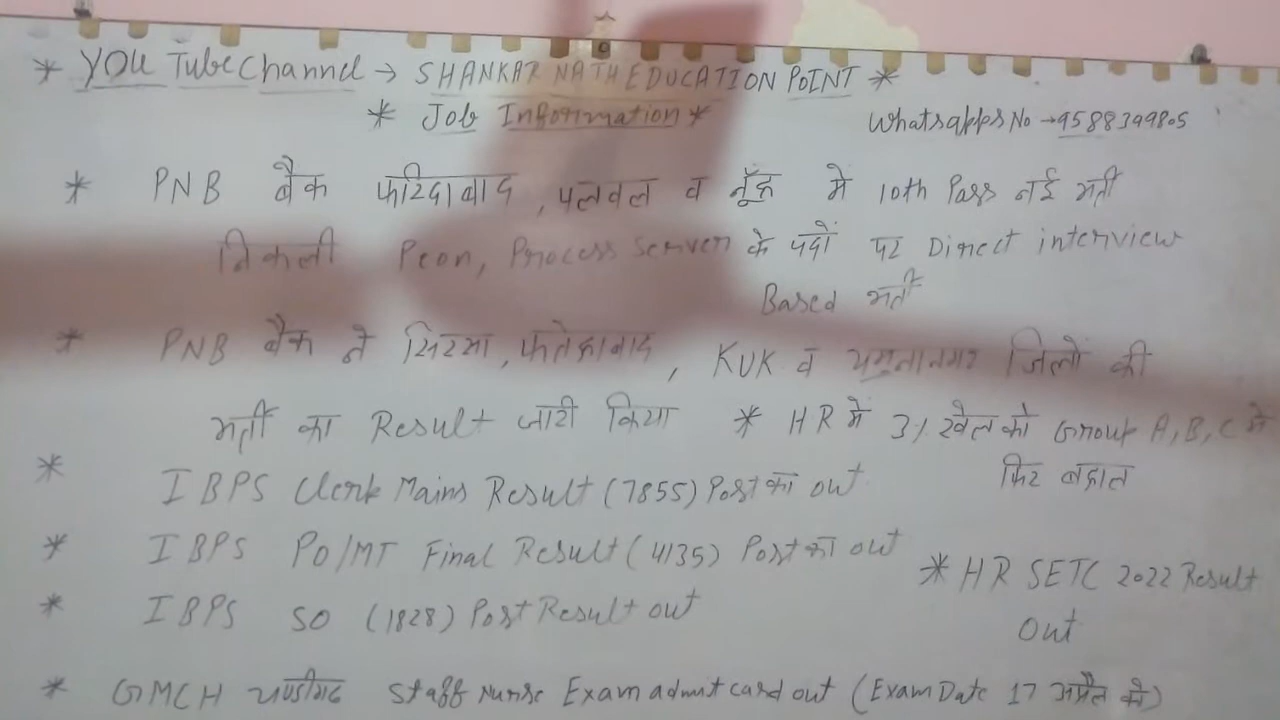 * YOU Tube Channel → SHANKAR NATH EDUCATION POINT *
* Job Information *
Whatsapps No → 9588399805
* PNB बैंक फरिदाबाद, पलवल व नूँह में 10th Pass नई भर्ती
निकली Peon, Process Server के पदों पर Direct interview
Based भर्ती
* PNB बैंक ने सिरसा, फतेहाबाद, KUK व यमुनानगर जिलों की
भर्ती का Result जारी किया
* HR में 3% खेल को Group A, B, C में
फिर बहाल
* IBPS Clerk Mains Result (7855) Post का out
* IBPS PO/MT Final Result (4135) Post का out
* HR SETC 2022 Result
Out
* IBPS SO (1828) Post Result out
* GMCH चण्डीगढ Staff Nurse Exam admit card out (Exam Date 17 अप्रैल को)